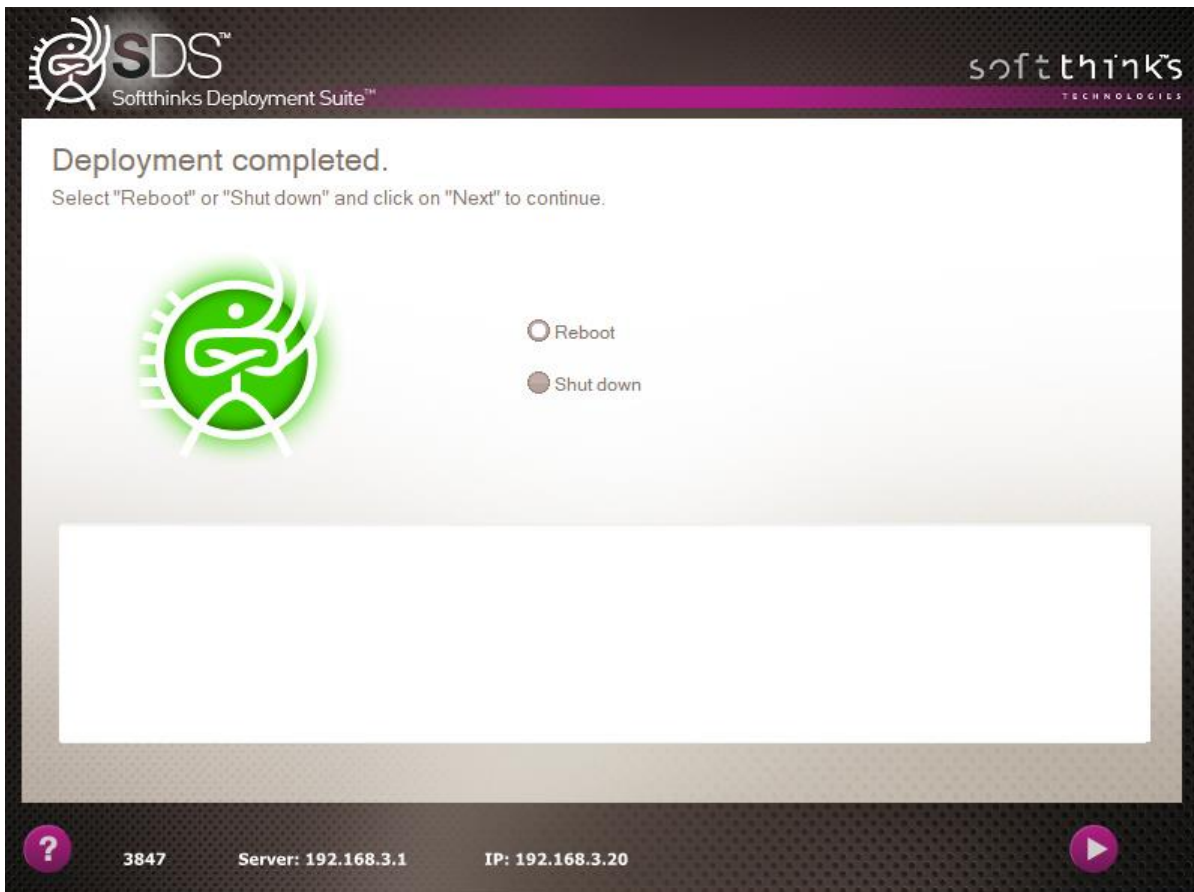 SDS™
Softthinks Deployment Suite™
softthinks
TECHNOLOGIES
Deployment completed.
Select "Reboot" or "Shut down" and click on "Next" to continue.
Reboot
Shut down
?
3847 Server: 192.168.3.1 IP: 192.168.3.20